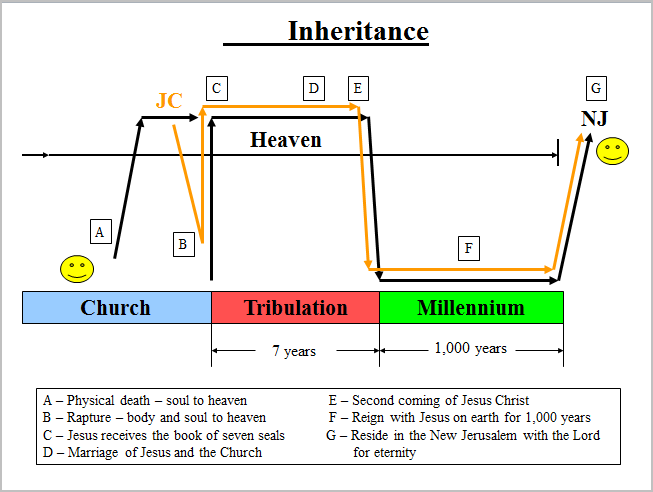 Inheritance
C
D
E
G
JC
NJ
Heaven
A
B
F
Church
Tribulation
Millennium
7 years
1,000 years
A – Physical death – soul to heaven
B – Rapture – body and soul to heaven
C – Jesus receives the book of seven seals
D – Marriage of Jesus and the Church
E – Second coming of Jesus Christ
F – Reign with Jesus on earth for 1,000 years
G – Reside in the New Jerusalem with the Lord
for eternity